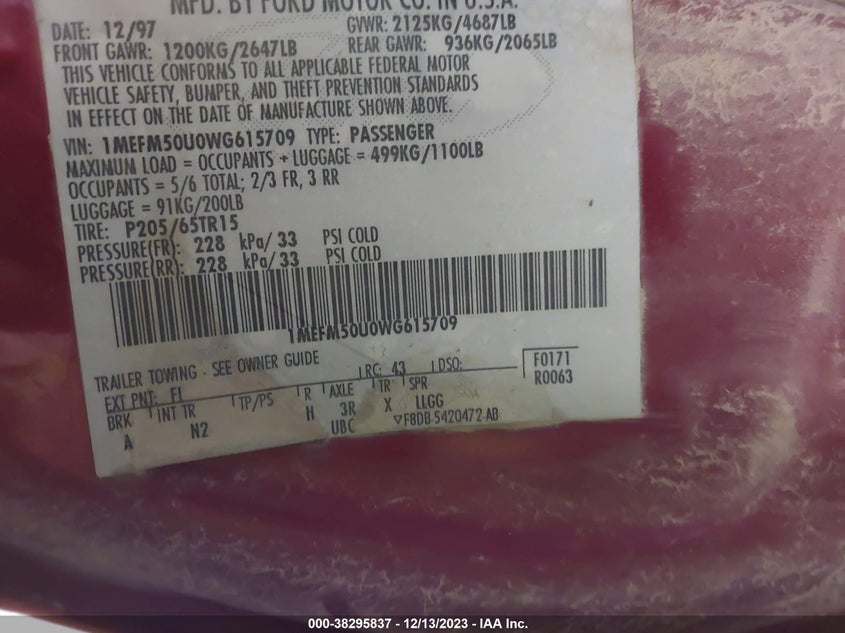 MFD. BY FORD MOTOR CO. IN U.S.A.
DATE: 12/97 GVWR: 2125KG/4687LB
FRONT GAWR: 1200KG/2647LB REAR GAWR: 936KG/2065LB
THIS VEHICLE CONFORMS TO ALL APPLICABLE FEDERAL MOTOR
VEHICLE SAFETY, BUMPER, AND THEFT PREVENTION STANDARDS
IN EFFECT ON THE DATE OF MANUFACTURE SHOWN ABOVE.
VIN: 1MEFM50U0WG615709 TYPE: PASSENGER
MAXIMUM LOAD = OCCUPANTS + LUGGAGE = 499KG/1100LB
OCCUPANTS = 5/6 TOTAL; 2/3 FR, 3 RR
LUGGAGE = 91KG/200LB
TIRE: P205/65TR15
PRESSURE(FR): 228 kPa/ 33 PSI COLD
PRESSURE(RR): 228 kPa/ 33 PSI COLD
1MEFM50U0WG615709
TRAILER TOWING - SEE OWNER GUIDE
EXT PNT: FL RC: 43 DSO: F0171
R0063
BRK INT TR TP/PS R AXLE TR SPR
A N2 H 3R X LLGG
UBC ▽F8DB-5420472-AB
000-38295837 - 12/13/2023 - IAA Inc.